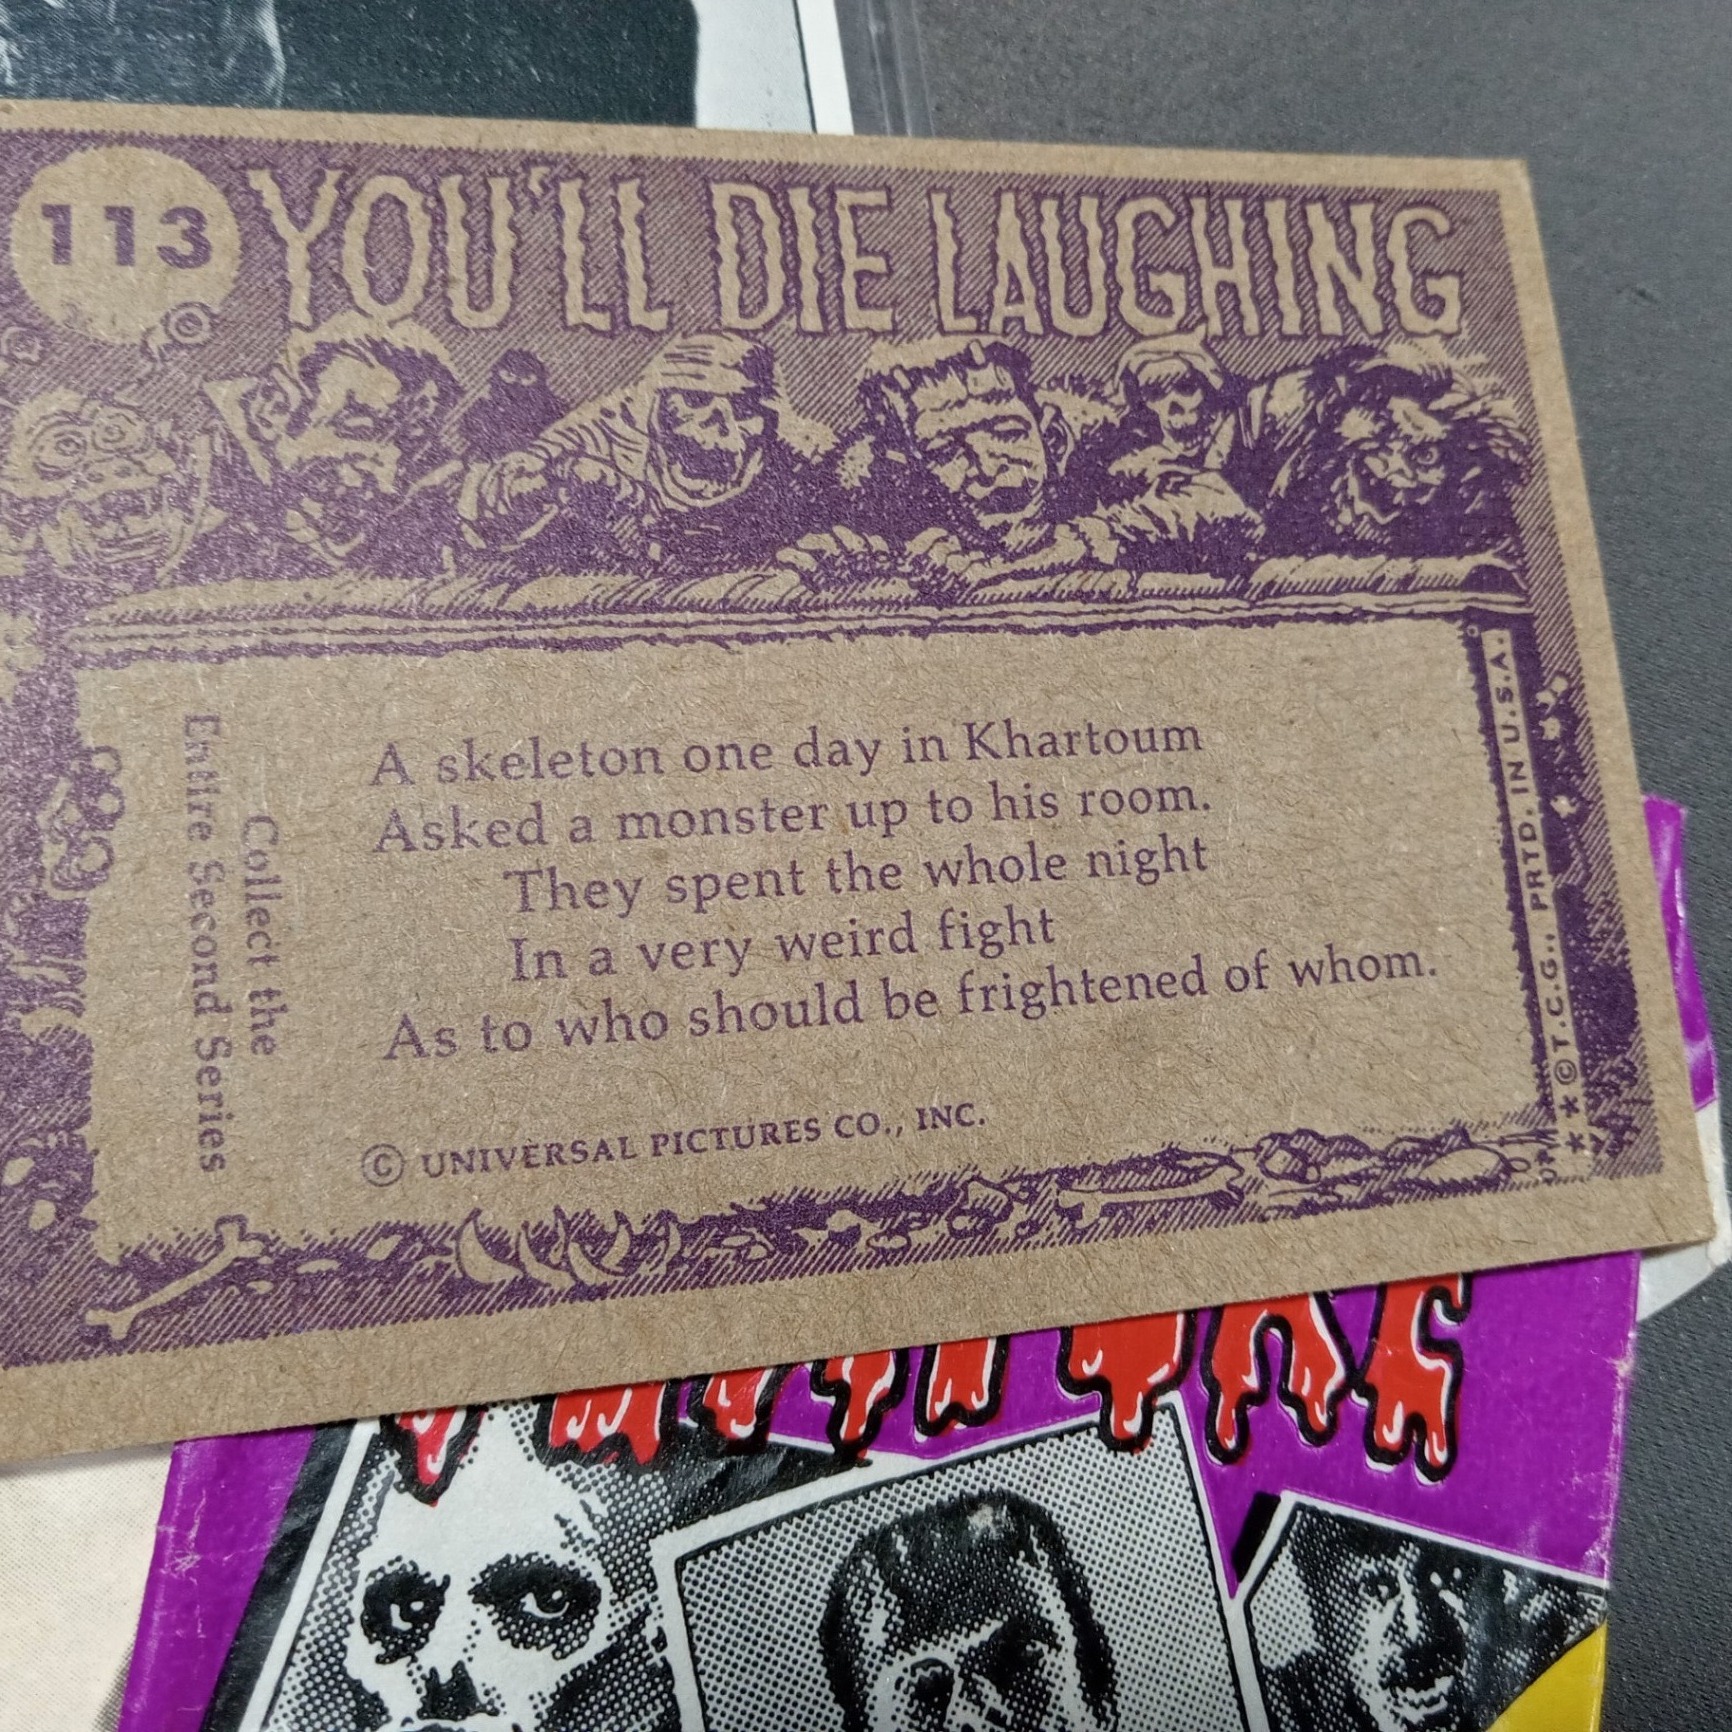 113
YOU'LL DIE LAUGHING
A skeleton one day in Khartoum
Asked a monster up to his room.
They spent the whole night
In a very weird fight
As to who should be frightened of whom.
© UNIVERSAL PICTURES CO., INC.
Collect the
Entire Second Series
**©T.C.G., PRTD. IN U.S.A.